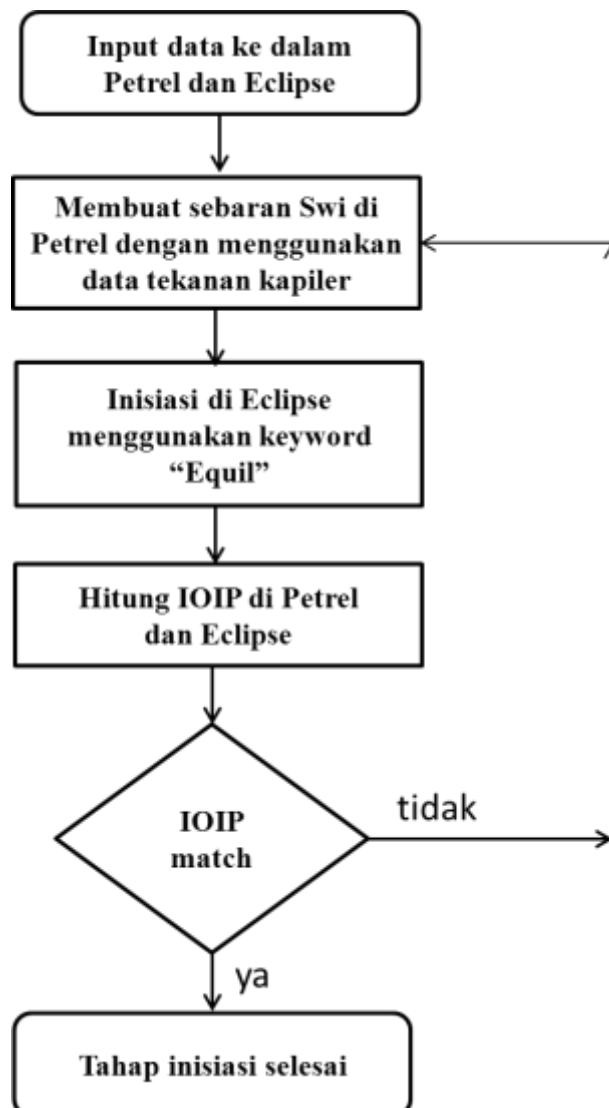 Input data ke dalam
Petrel dan Eclipse
Membuat sebaran Swi di
Petrel dengan menggunakan
data tekanan kapiler
Inisiasi di Eclipse
menggunakan keyword
“Equil”
Hitung IOIP di Petrel
dan Eclipse
IOIP
match
tidak
ya
Tahap inisiasi selesai